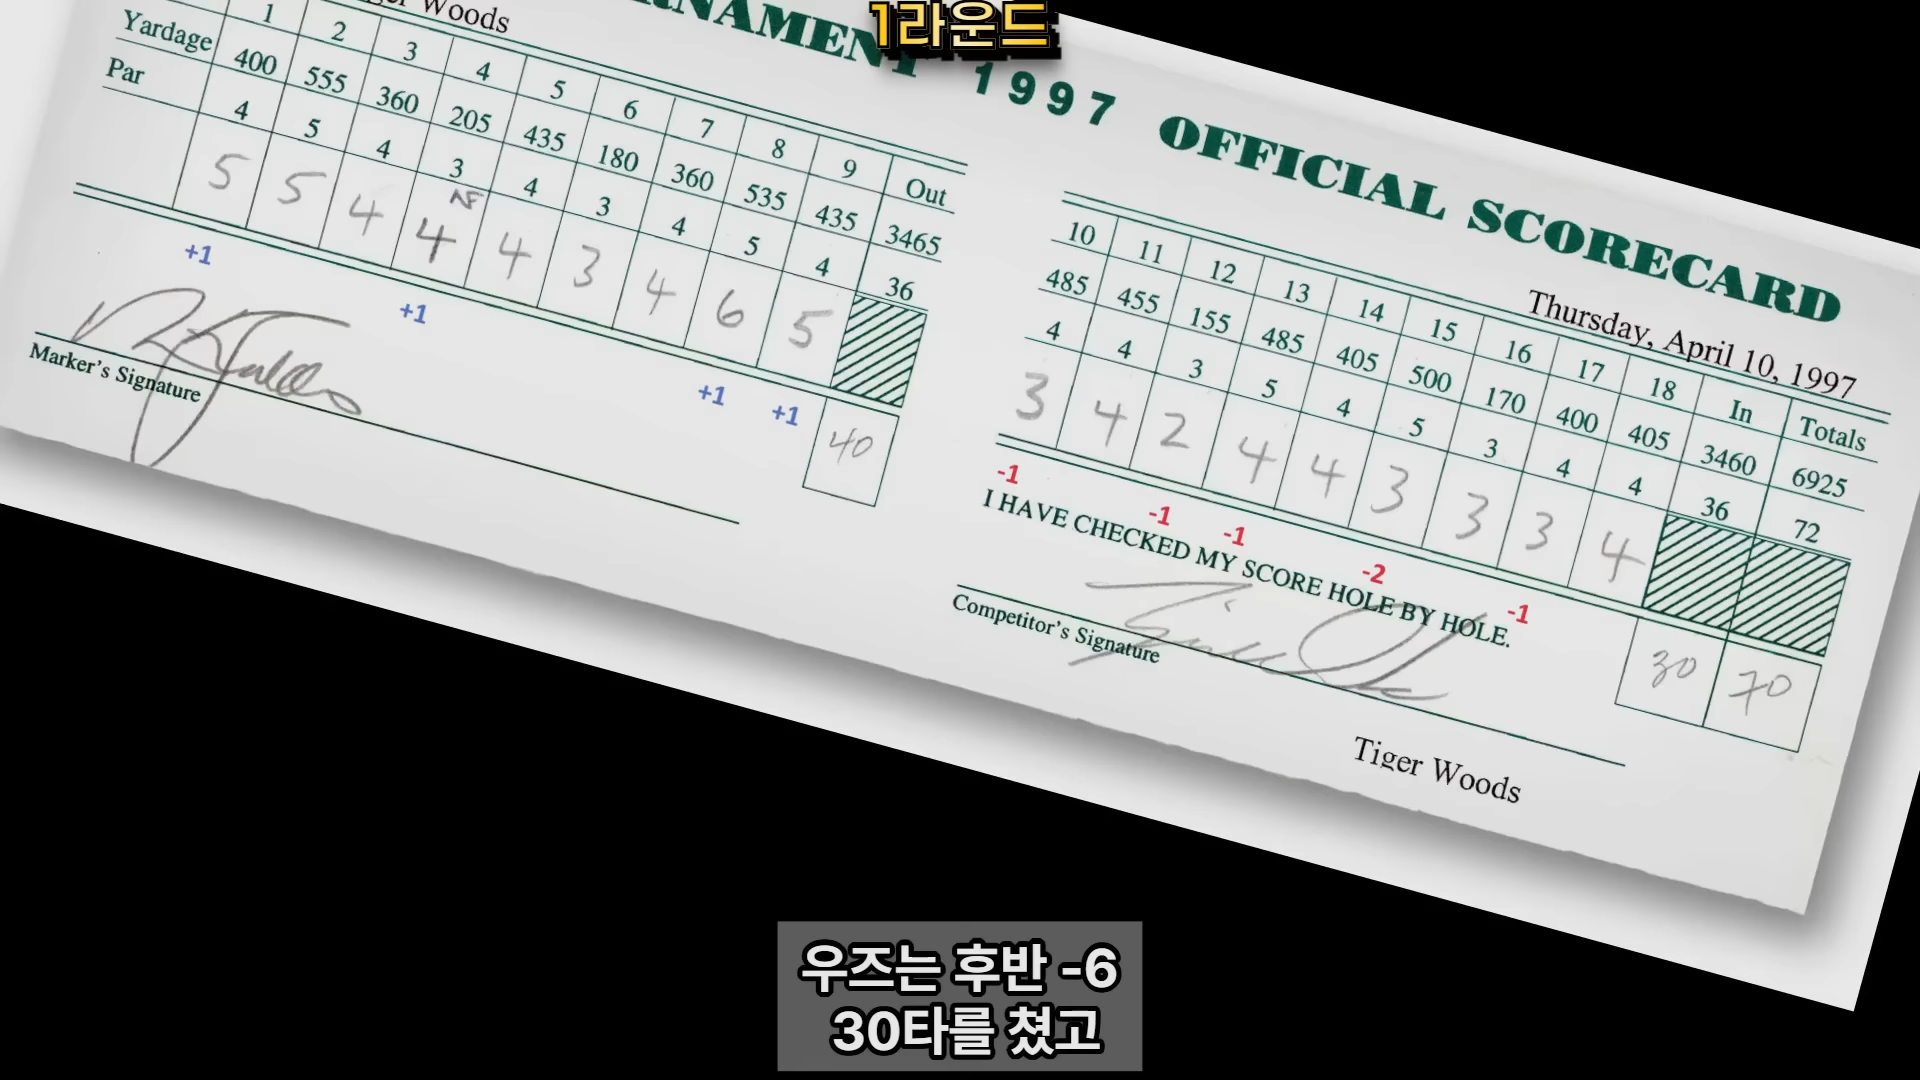 1라운드
RNAMENT 1997 OFFICIAL SCORECARD
ger Woods
Thursday, April 10, 1997
1 2 3 4 5 6 7 8 9 Out
Yardage 400 555 360 205 435 180 360 535 435 3465
Par 4 5 4 3 4 3 4 5 4 36
5 5 4 4 4 3 4 6 5
+1 +1 +1 +1
40
Marker's Signature
10 11 12 13 14 15 16 17 18 In Totals
485 455 155 485 405 500 170 400 405 3460 6925
4 4 3 5 4 5 3 4 4 36 72
3 4 2 4 4 3 3 3 4
-1 -1 -1 -2 -1
30 70
I HAVE CHECKED MY SCORE HOLE BY HOLE.
Competitor's Signature
Tiger Woods
우즈는 후반 -6
30타를 쳤고